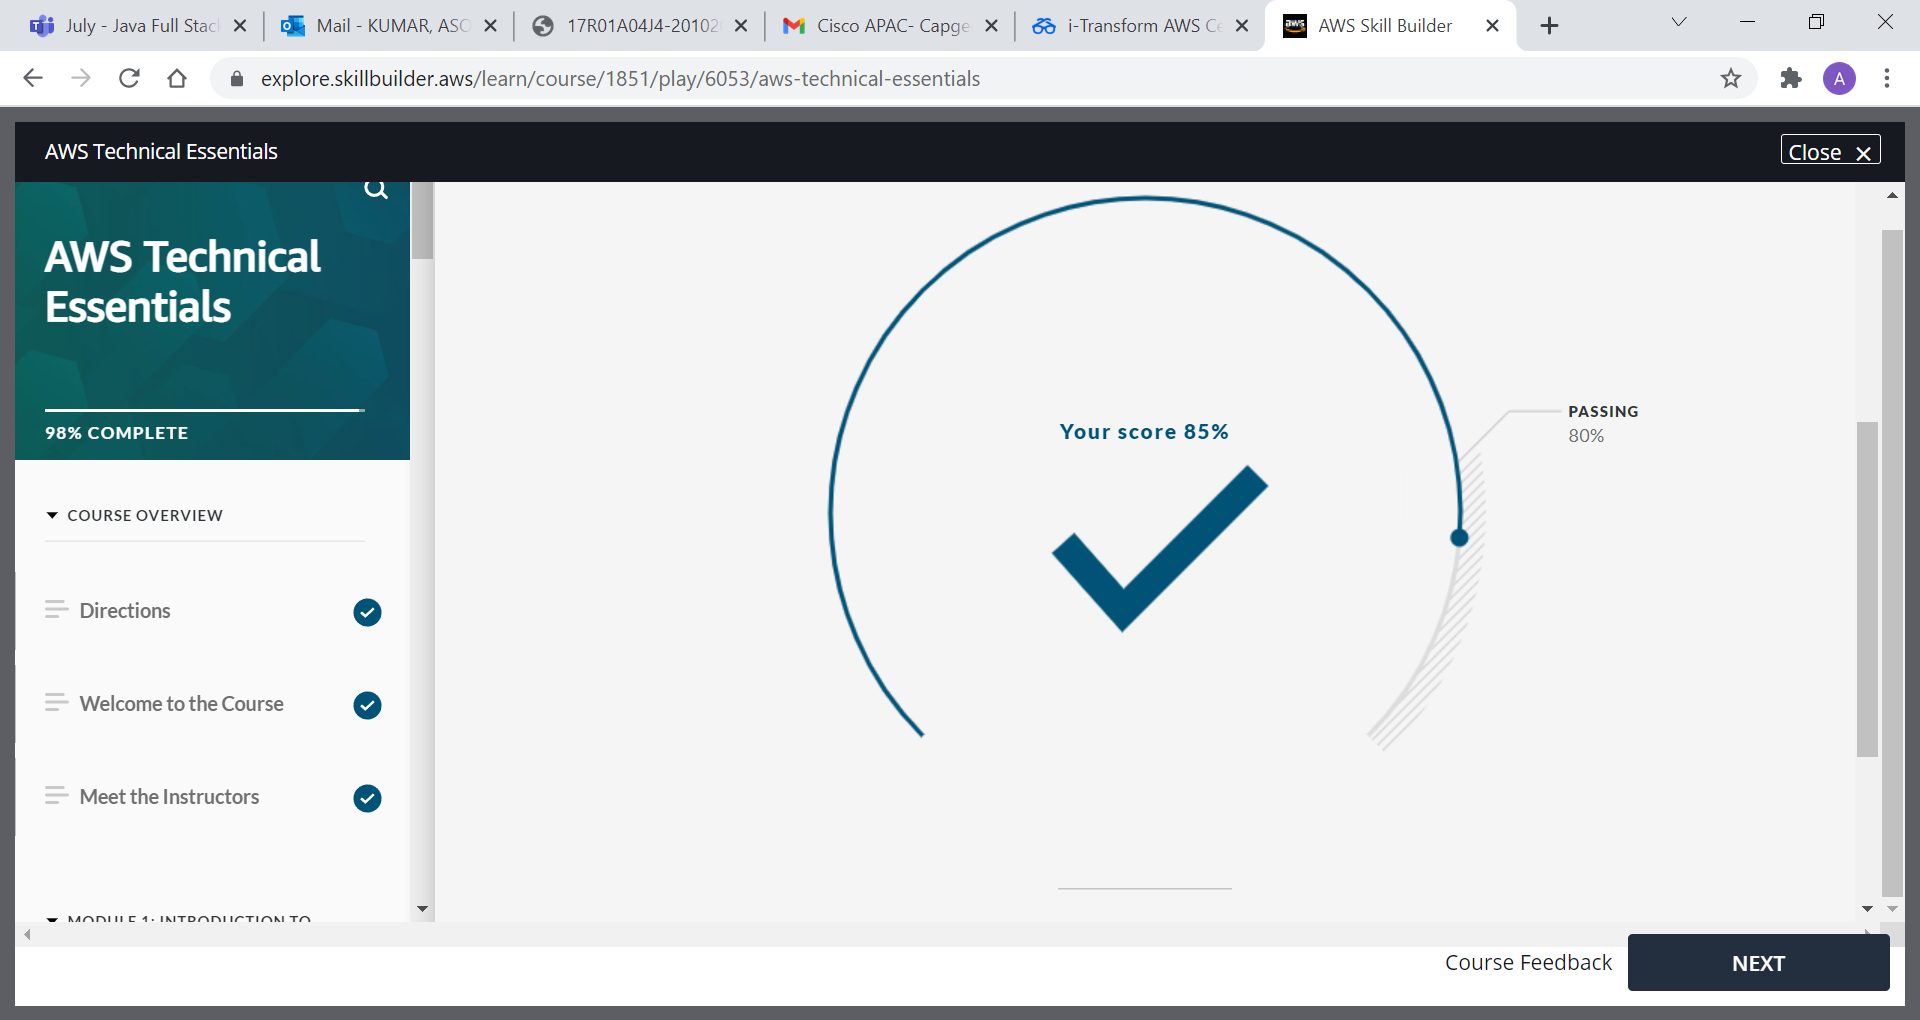 July - Java Full Stac
Mail - KUMAR, ASO
17R01A04J4-20102
Cisco APAC- Capge
i-Transform AWS Ce
aws
AWS Skill Builder
explore.skillbuilder.aws/learn/course/1851/play/6053/aws-technical-essentials
A
AWS Technical Essentials
Close
AWS Technical
Essentials
98% COMPLETE
COURSE OVERVIEW
Directions
Welcome to the Course
Meet the Instructors
MODULE 1: INTRODUCTION TO
Your score 85%
PASSING
80%
Course Feedback
NEXT